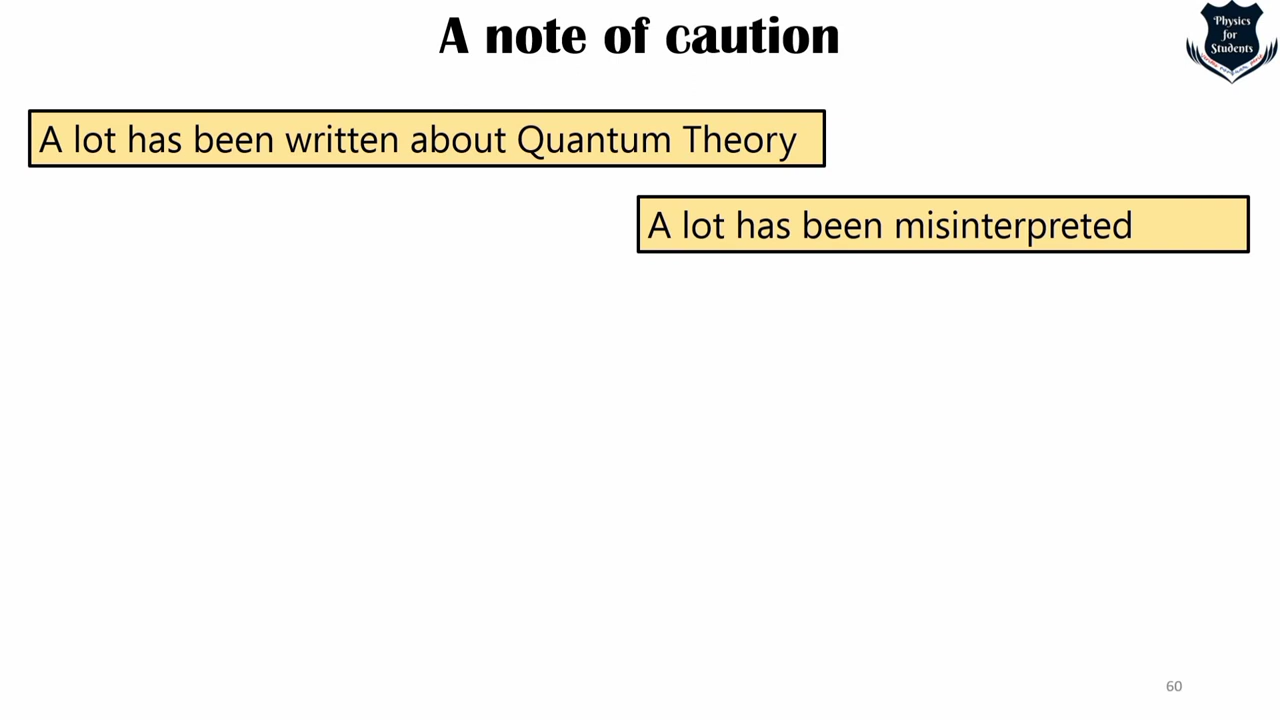 A note of caution
Physics
for
Students
A lot has been written about Quantum Theory
A lot has been misinterpreted
60